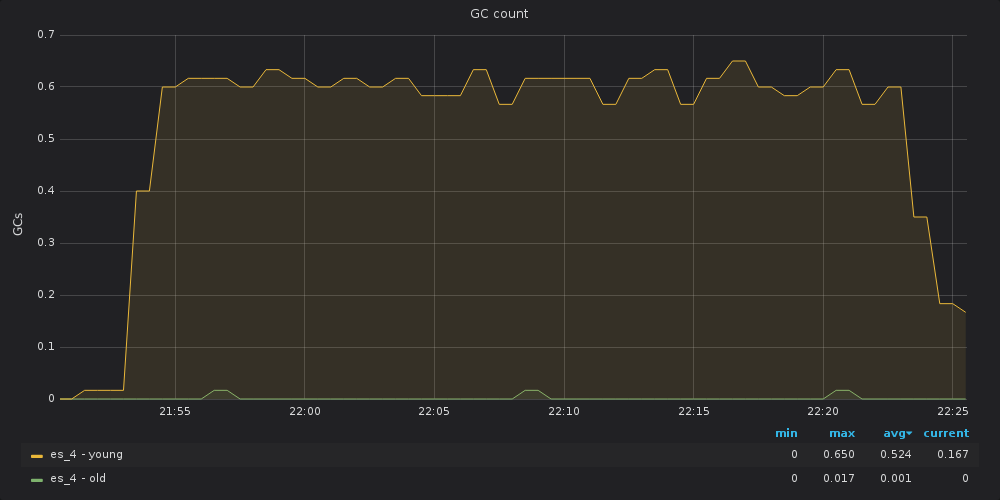 GC count
0.7
0.6
0.5
0.4
0.3
0.2
0.1
0
GCs
21:55 22:00 22:05 22:10 22:15 22:20 22:25
min max avg▾ current
es_4 - young 0 0.650 0.524 0.167
es_4 - old 0 0.017 0.001 0